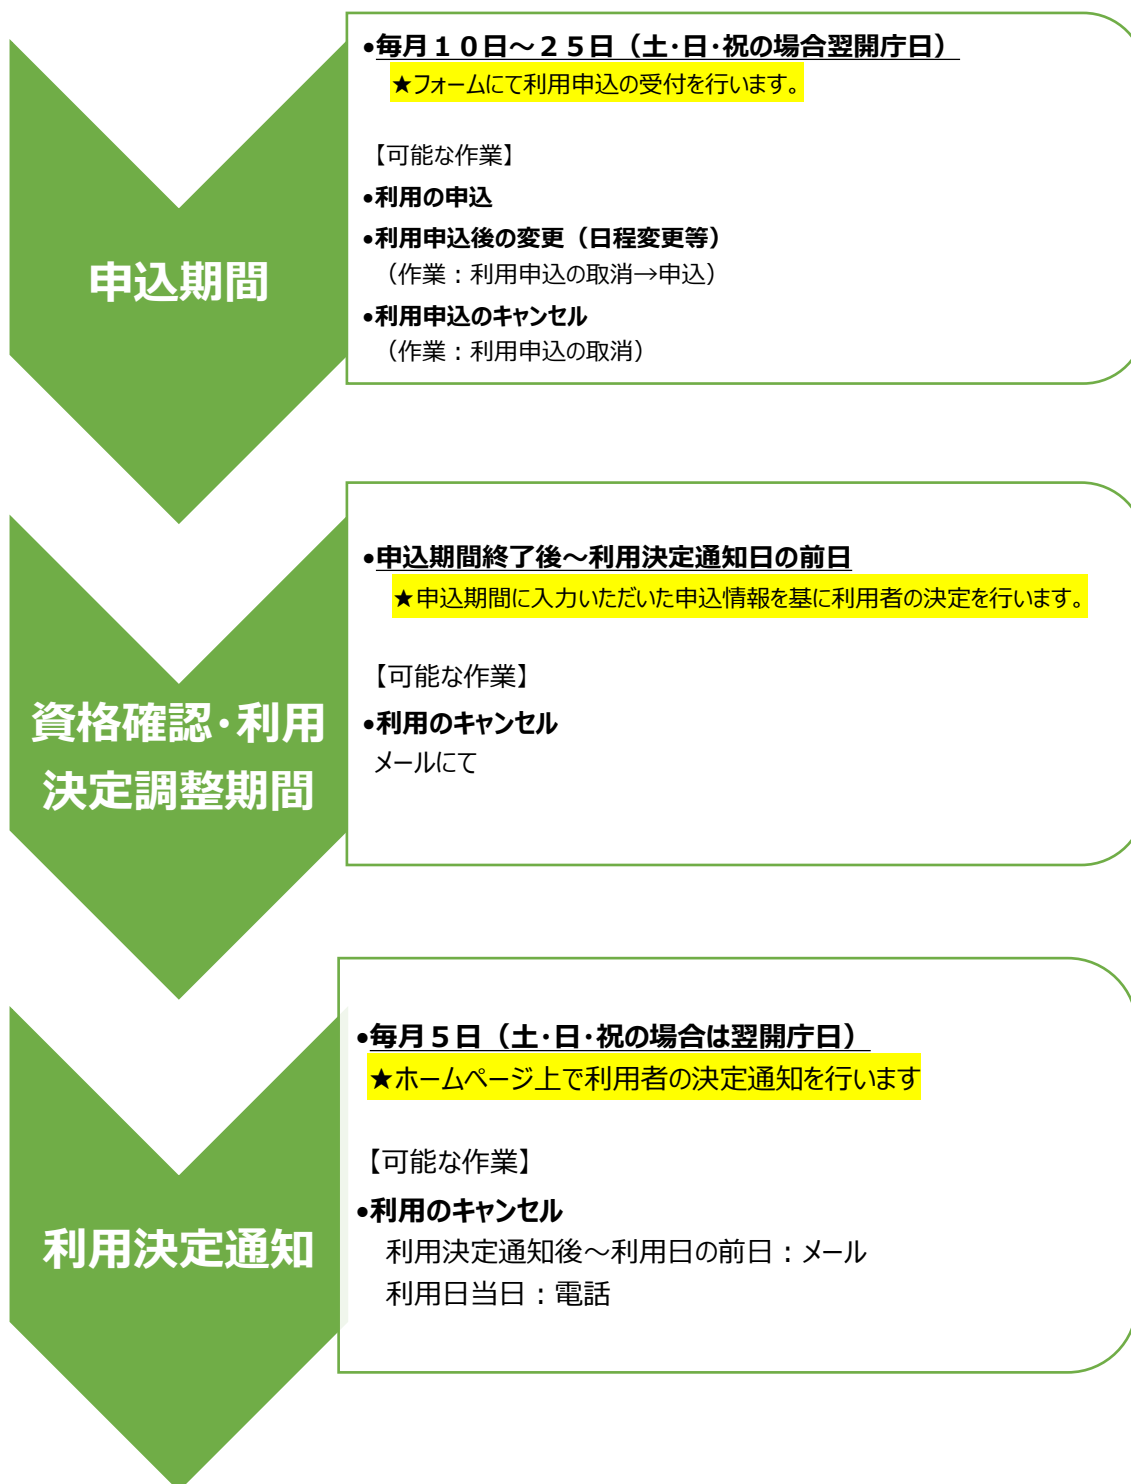 •毎月１０日～２５日（土・日・祝の場合翌開庁日）
★フォームにて利用申込の受付を行います。
【可能な作業】
•利用の申込
•利用申込後の変更（日程変更等）
（作業：利用申込の取消→申込）
•利用申込のキャンセル
（作業：利用申込の取消）
申込期間
•申込期間終了後～利用決定通知日の前日
★申込期間に入力いただいた申込情報を基に利用者の決定を行います。
【可能な作業】
•利用のキャンセル
メールにて
資格確認・利用
決定調整期間
•毎月５日（土・日・祝の場合は翌開庁日）
★ホームページ上で利用者の決定通知を行います
【可能な作業】
•利用のキャンセル
利用決定通知後～利用日の前日：メール
利用日当日：電話
利用決定通知